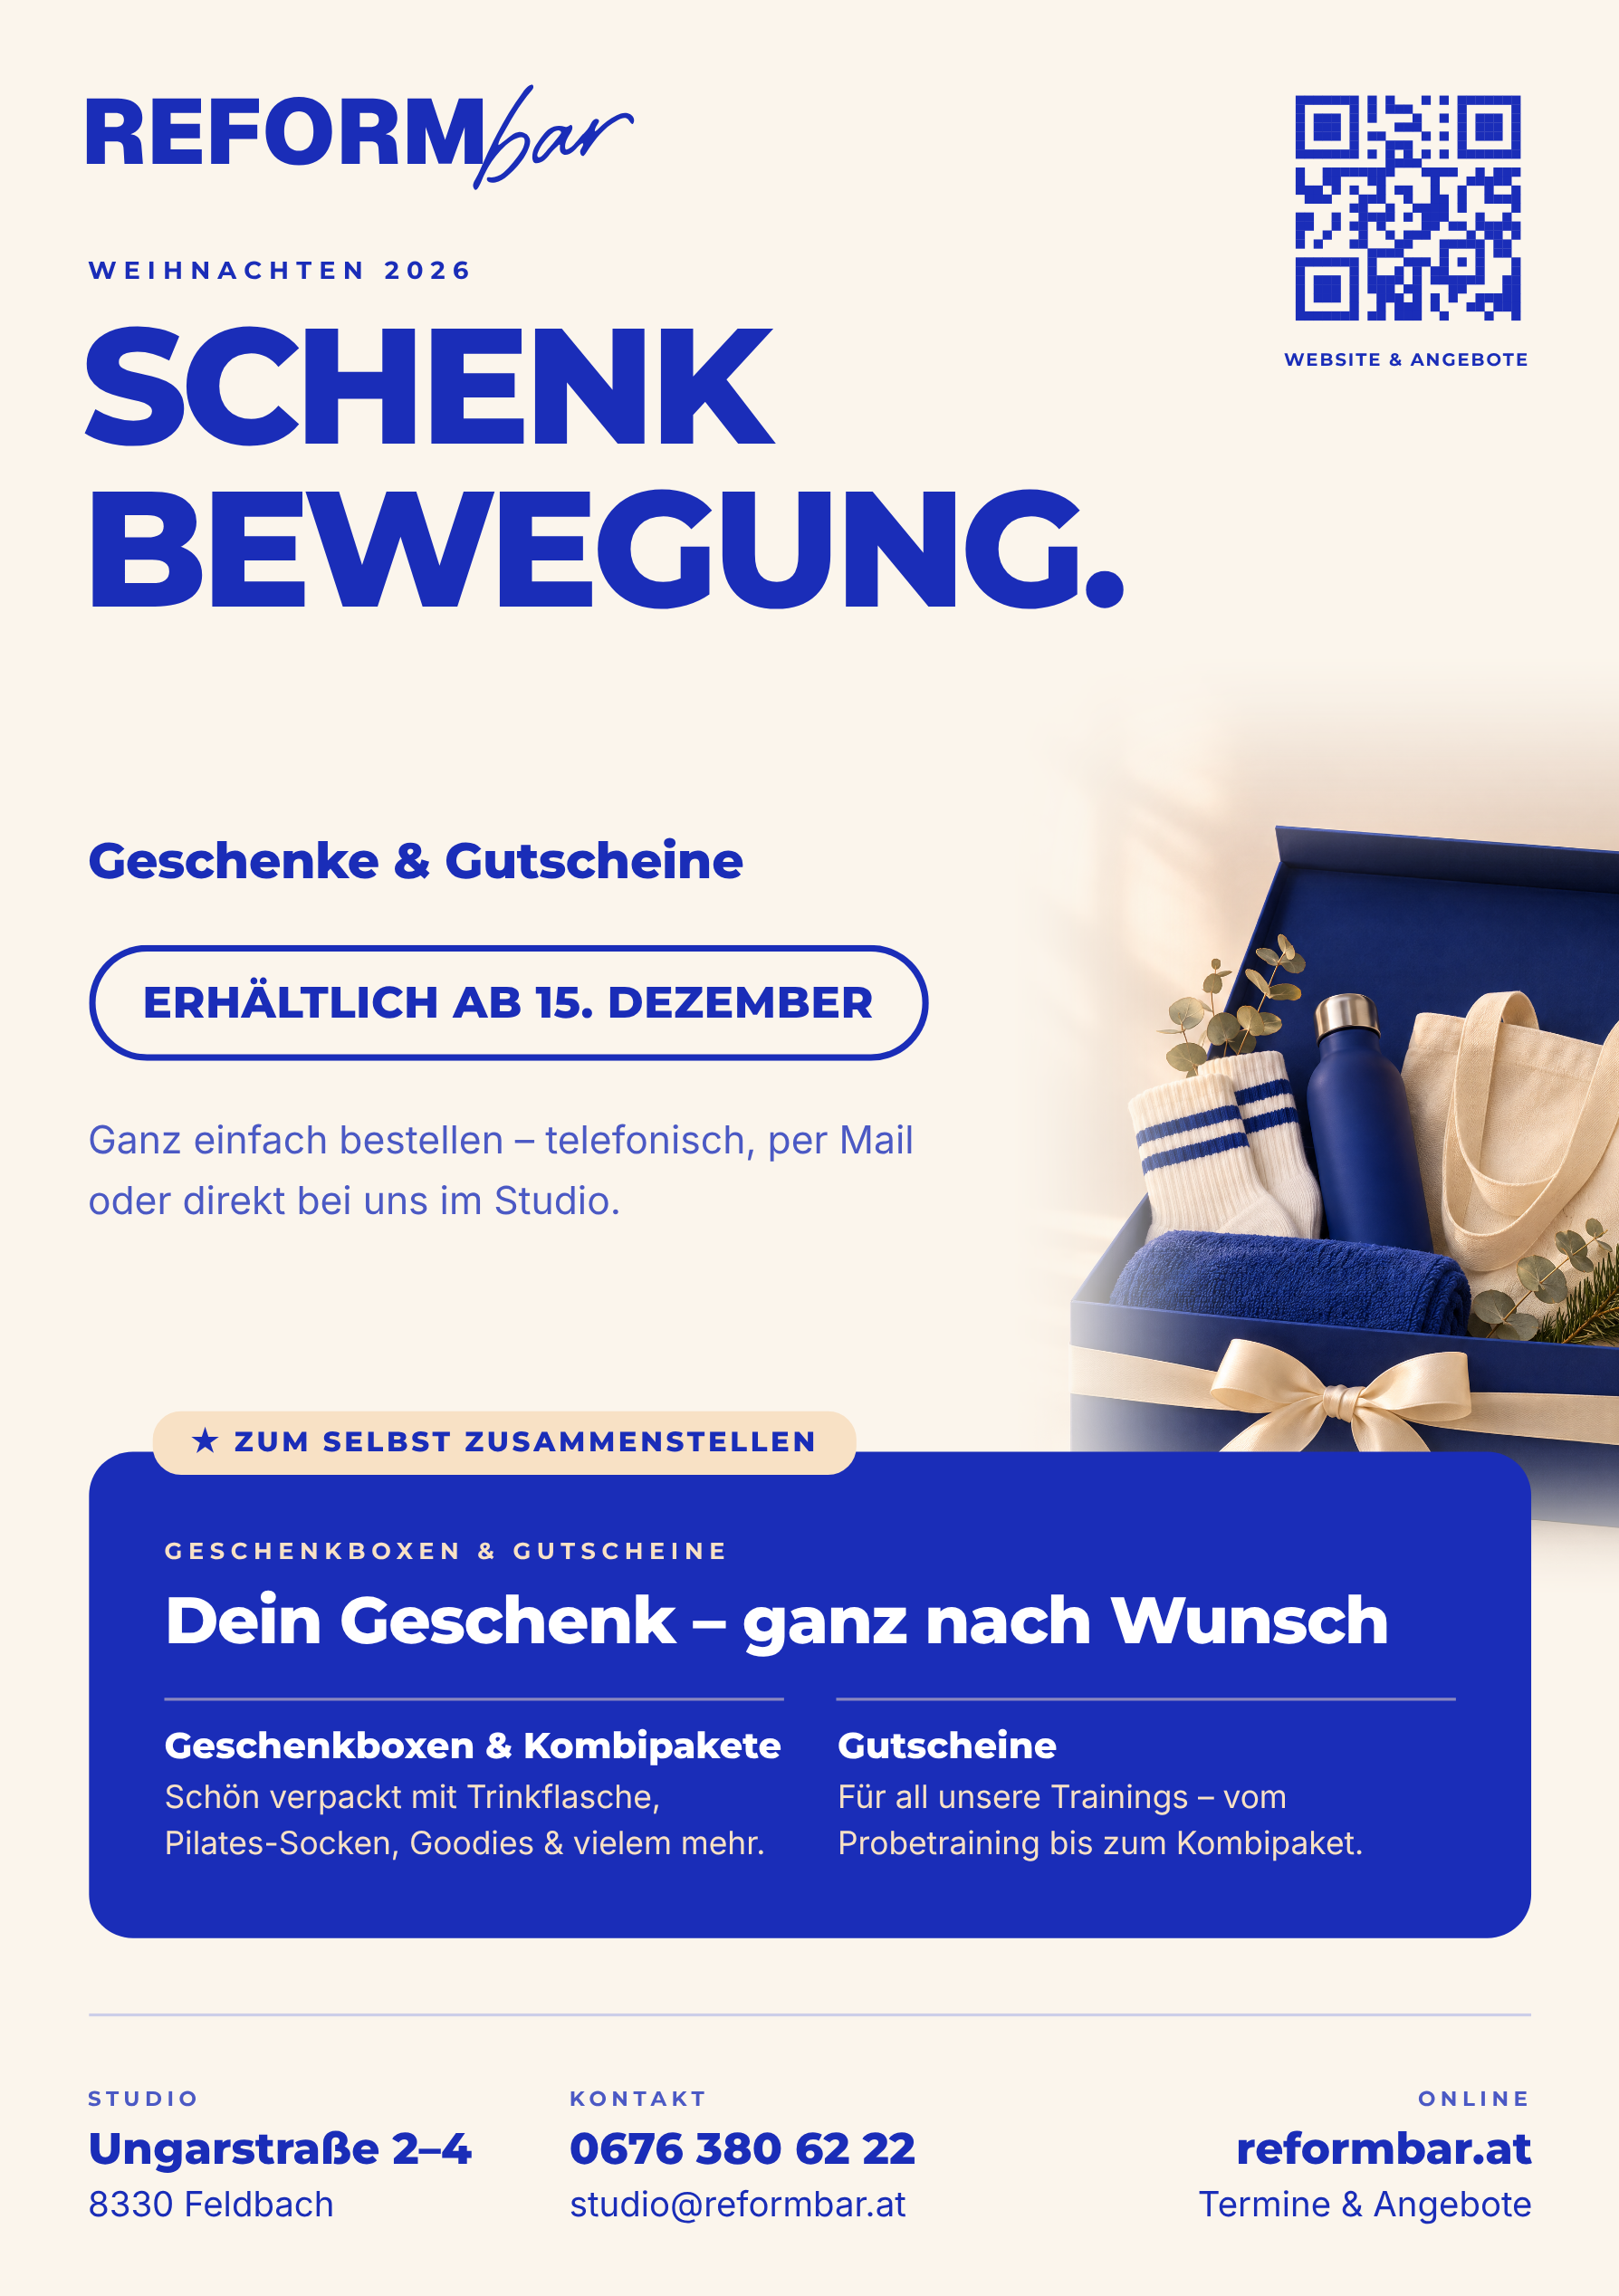 REFORMbar
WEIHNACHTEN 2026
SCHENK
BEWEGUNG.
WEBSITE & ANGEBOTE
Geschenke & Gutscheine
ERHÄLTLICH AB 15. DEZEMBER
Ganz einfach bestellen – telefonisch, per Mail
oder direkt bei uns im Studio.
★ ZUM SELBST ZUSAMMENSTELLEN
GESCHENKBOXEN & GUTSCHEINE
Dein Geschenk – ganz nach Wunsch
Geschenkboxen & Kombipakete
Schön verpackt mit Trinkflasche,
Pilates-Socken, Goodies & vielem mehr.
Gutscheine
Für all unsere Trainings – vom
Probetraining bis zum Kombipaket.
STUDIO
Ungarstraße 2–4
8330 Feldbach
KONTAKT
0676 380 62 22
studio@reformbar.at
ONLINE
reformbar.at
Termine & Angebote